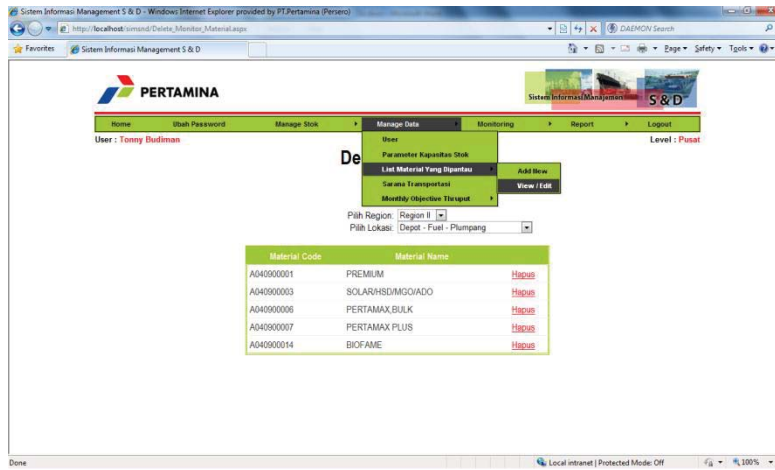 Sistem Informasi Management S & D - Windows Internet Explorer provided by PT.Pertamina (Persero)
http://localhost/simsnd/Delete_Monitor_Material.aspx
DAEMON Search
Favorites Sistem Informasi Management S & D
Page Safety Tools
PERTAMINA
Sistem Informasi Manajemen
S & D
Home Ubah Password Manage Stok Manage Data Monitoring Report Logout
User : Tonny Budiman
Level : Pusat
User
Parameter Kapasitas Stok
De
List Material Yang Dipantau
Add New
Sarana Transportasi
View / Edit
Monthly Objective Thruput
Pilih Region: Region II
Pilih Lokasi: Depot - Fuel - Plumpang
Material Code Material Name
A040900001 PREMIUM Hapus
A040900003 SOLAR/HSD/MGO/ADO Hapus
A040900006 PERTAMAX,BULK Hapus
A040900007 PERTAMAX PLUS Hapus
A040900014 BIOFAME Hapus
Done
Local intranet | Protected Mode: Off
100%